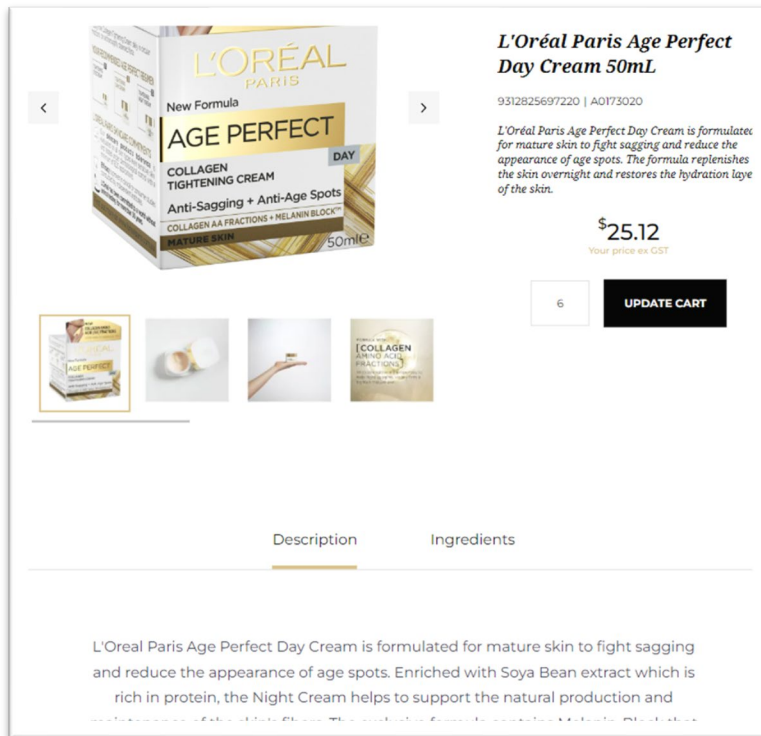 L'ORÉAL
PARIS
New Formula
AGE PERFECT
DAY
COLLAGEN
TIGHTENING CREAM
Anti-Sagging + Anti-Age Spots
COLLAGEN AA FRACTIONS + MELANIN BLOCK™
MATURE SKIN
50ml℮
L'Oréal Paris Age Perfect
Day Cream 50mL
9312825697220 | A0173020
L'Oréal Paris Age Perfect Day Cream is formulated
for mature skin to fight sagging and reduce the
appearance of age spots. The formula replenishes
the skin overnight and restores the hydration laye
of the skin.
$25.12
Your price ex GST
6
UPDATE CART
AGE PERFECT
[COLLAGEN
AMINO ACID
FRACTIONS]
Description
Ingredients
L'Oreal Paris Age Perfect Day Cream is formulated for mature skin to fight sagging
and reduce the appearance of age spots. Enriched with Soya Bean extract which is
rich in protein, the Night Cream helps to support the natural production and